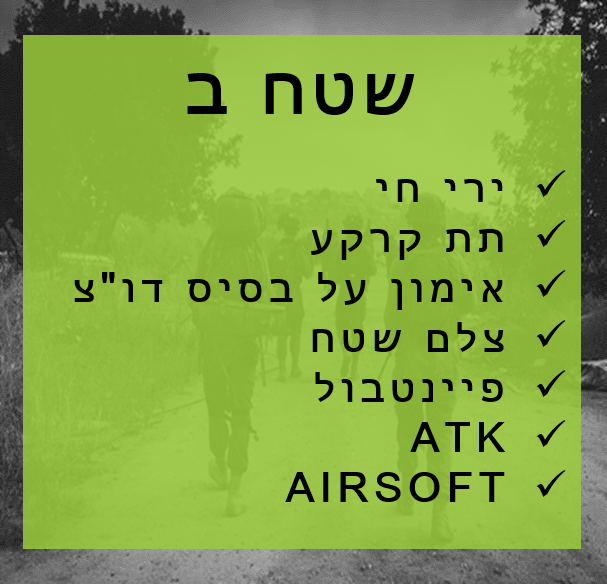 שטח ב
ירי חי
תת קרקע
אימון על בסיס דו"צ
צלם שטח
פיינטבול
ATK
AIRSOFT